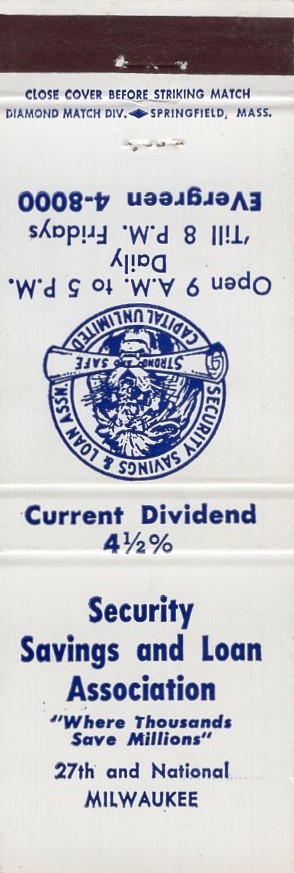 CLOSE COVER BEFORE STRIKING MATCH
DIAMOND MATCH DIV. SPRINGFIELD, MASS.
EVergreen 4-8000
'Till 8 P.M. Fridays
Daily
Open 9 A.M. to 5 P.M.
CAPITAL UNLIMITED
STRONG AND SAFE
SECURITY SAVINGS & LOAN ASS'N.
Current Dividend
4½%
Security
Savings and Loan
Association
"Where Thousands
Save Millions"
27th and National
MILWAUKEE